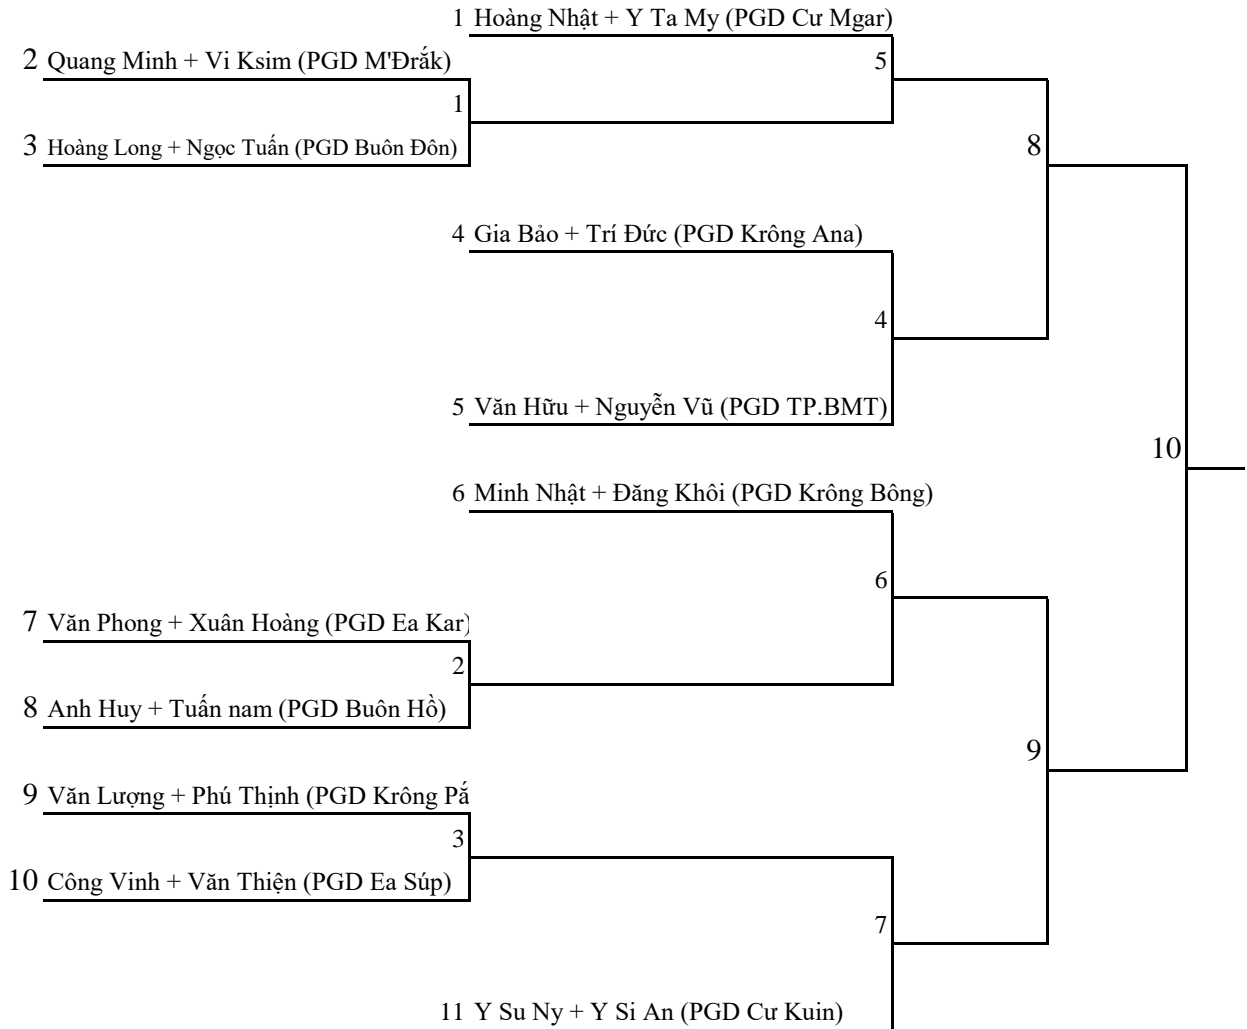 1 Hoàng Nhật + Y Ta My (PGD Cư Mgar)
2 Quang Minh + Vi Ksim (PGD M'Đrắk)
5
1
3 Hoàng Long + Ngọc Tuấn (PGD Buôn Đôn)
8
4 Gia Bảo + Trí Đức (PGD Krông Ana)
4
5 Văn Hữu + Nguyễn Vũ (PGD TP.BMT)
10
6 Minh Nhật + Đăng Khôi (PGD Krông Bông)
6
7 Văn Phong + Xuân Hoàng (PGD Ea Kar)
2
8 Anh Huy + Tuấn nam (PGD Buôn Hồ)
9
9 Văn Lượng + Phú Thịnh (PGD Krông Pắ
3
10 Công Vinh + Văn Thiện (PGD Ea Súp)
7
11 Y Su Ny + Y Si An (PGD Cư Kuin)